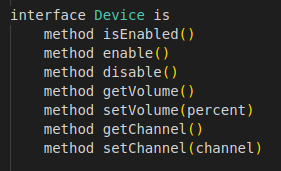 interface Device is
    method isEnabled()
    method enable()
    method disable()
    method getVolume()
    method setVolume(percent)
    method getChannel()
    method setChannel(channel)